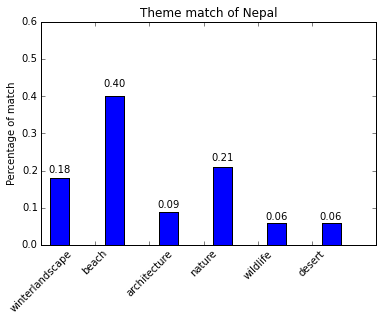 Theme match of Nepal
Percentage of match
0.6
0.5
0.4
0.3
0.2
0.1
0.0
0.18
0.40
0.09
0.21
0.06
0.06
winterlandscape
beach
architecture
nature
wildlife
desert